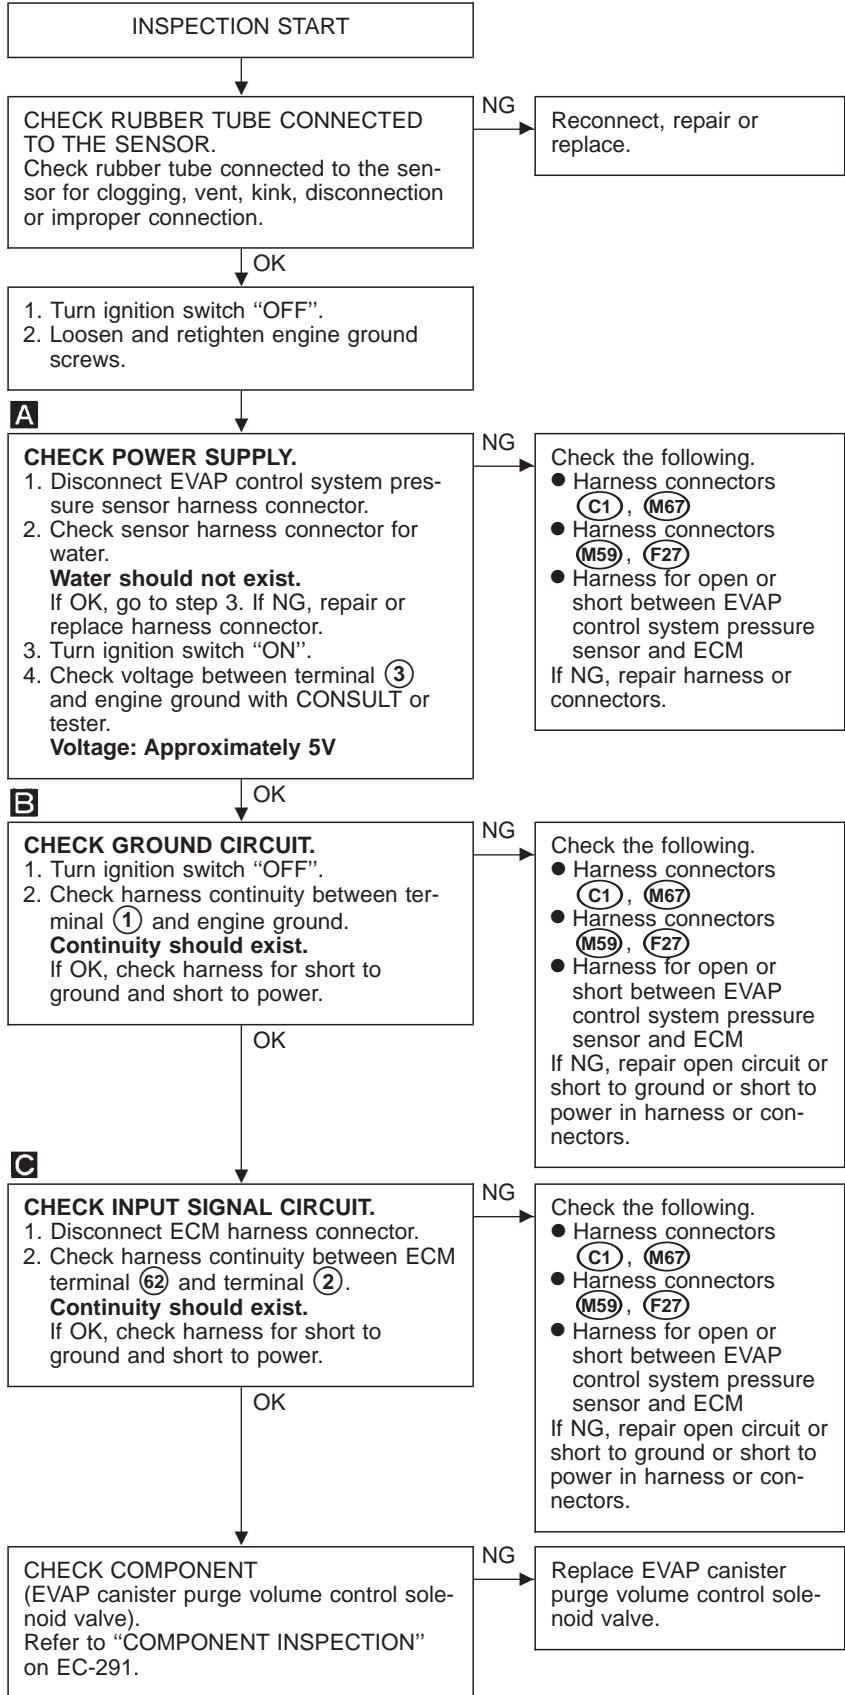 INSPECTION START
CHECK RUBBER TUBE CONNECTED
TO THE SENSOR.
Check rubber tube connected to the sen-
sor for clogging, vent, kink, disconnection
or improper connection.
NG
Reconnect, repair or
replace.
OK
1. Turn ignition switch ‘‘OFF’’.
2. Loosen and retighten engine ground
screws.
A
CHECK POWER SUPPLY.
1. Disconnect EVAP control system pres-
sure sensor harness connector.
2. Check sensor harness connector for
water.
Water should not exist.
If OK, go to step 3. If NG, repair or
replace harness connector.
3. Turn ignition switch ‘‘ON’’.
4. Check voltage between terminal ③
and engine ground with CONSULT or
tester.
Voltage: Approximately 5V
NG
Check the following.
● Harness connectors
C1, M67
● Harness connectors
M59, F27
● Harness for open or
short between EVAP
control system pressure
sensor and ECM
If NG, repair harness or
connectors.
OK
B
CHECK GROUND CIRCUIT.
1. Turn ignition switch ‘‘OFF’’.
2. Check harness continuity between ter-
minal ① and engine ground.
Continuity should exist.
If OK, check harness for short to
ground and short to power.
NG
Check the following.
● Harness connectors
C1, M67
● Harness connectors
M59, F27
● Harness for open or
short between EVAP
control system pressure
sensor and ECM
If NG, repair open circuit or
short to ground or short to
power in harness or con-
nectors.
OK
C
CHECK INPUT SIGNAL CIRCUIT.
1. Disconnect ECM harness connector.
2. Check harness continuity between ECM
terminal 62 and terminal ②.
Continuity should exist.
If OK, check harness for short to
ground and short to power.
NG
Check the following.
● Harness connectors
C1, M67
● Harness connectors
M59, F27
● Harness for open or
short between EVAP
control system pressure
sensor and ECM
If NG, repair open circuit or
short to ground or short to
power in harness or con-
nectors.
OK
CHECK COMPONENT
(EVAP canister purge volume control sole-
noid valve).
Refer to ‘‘COMPONENT INSPECTION’’
on EC-291.
NG
Replace EVAP canister
purge volume control sole-
noid valve.